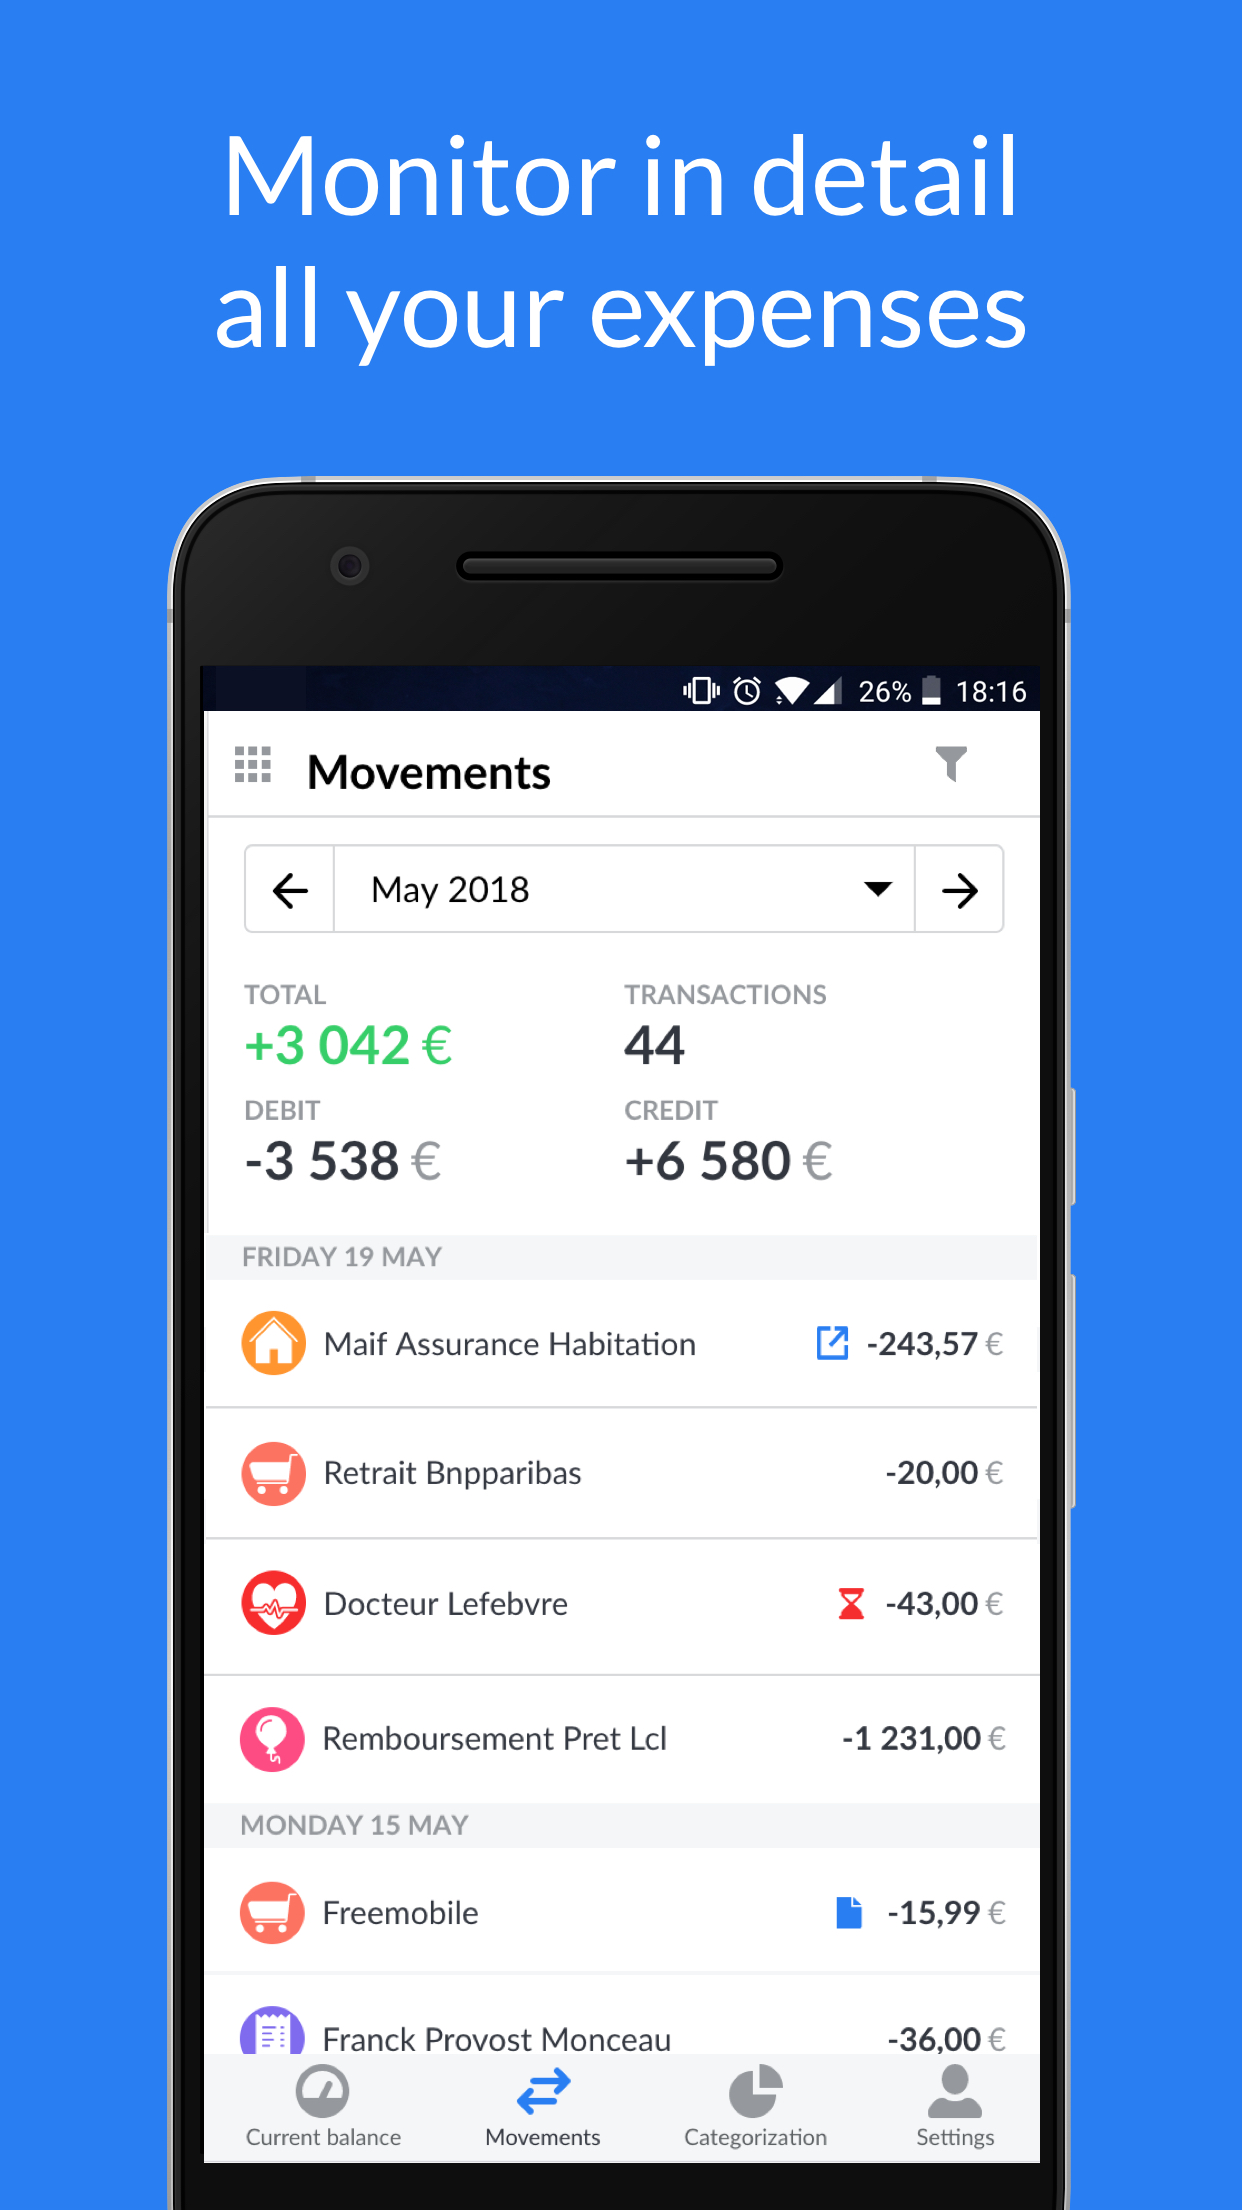 Monitor in detail
all your expenses
26% 18:16
Movements
May 2018
TOTAL TRANSACTIONS
+3 042 € 44
DEBIT CREDIT
-3 538 € +6 580 €
FRIDAY 19 MAY
Maif Assurance Habitation -243,57 €
Retrait Bnpparibas -20,00 €
Docteur Lefebvre -43,00 €
Remboursement Pret Lcl -1 231,00 €
MONDAY 15 MAY
Freemobile -15,99 €
Franck Provost Monceau -36,00 €
Current balance Movements Categorization Settings